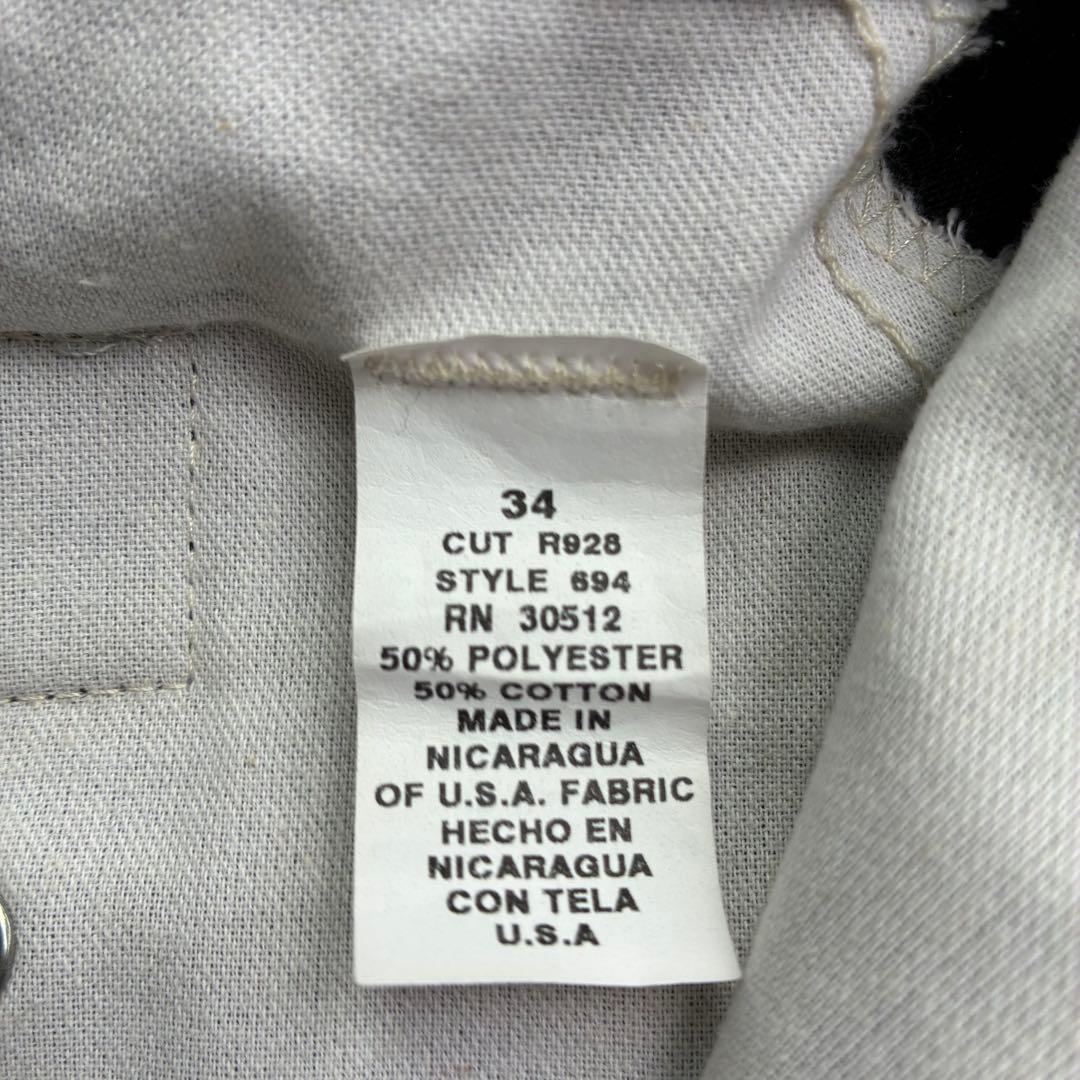 34
CUT R928
STYLE 694
RN 30512
50% POLYESTER
50% COTTON
MADE IN
NICARAGUA
OF U.S.A. FABRIC
HECHO EN
NICARAGUA
CON TELA
U.S.A